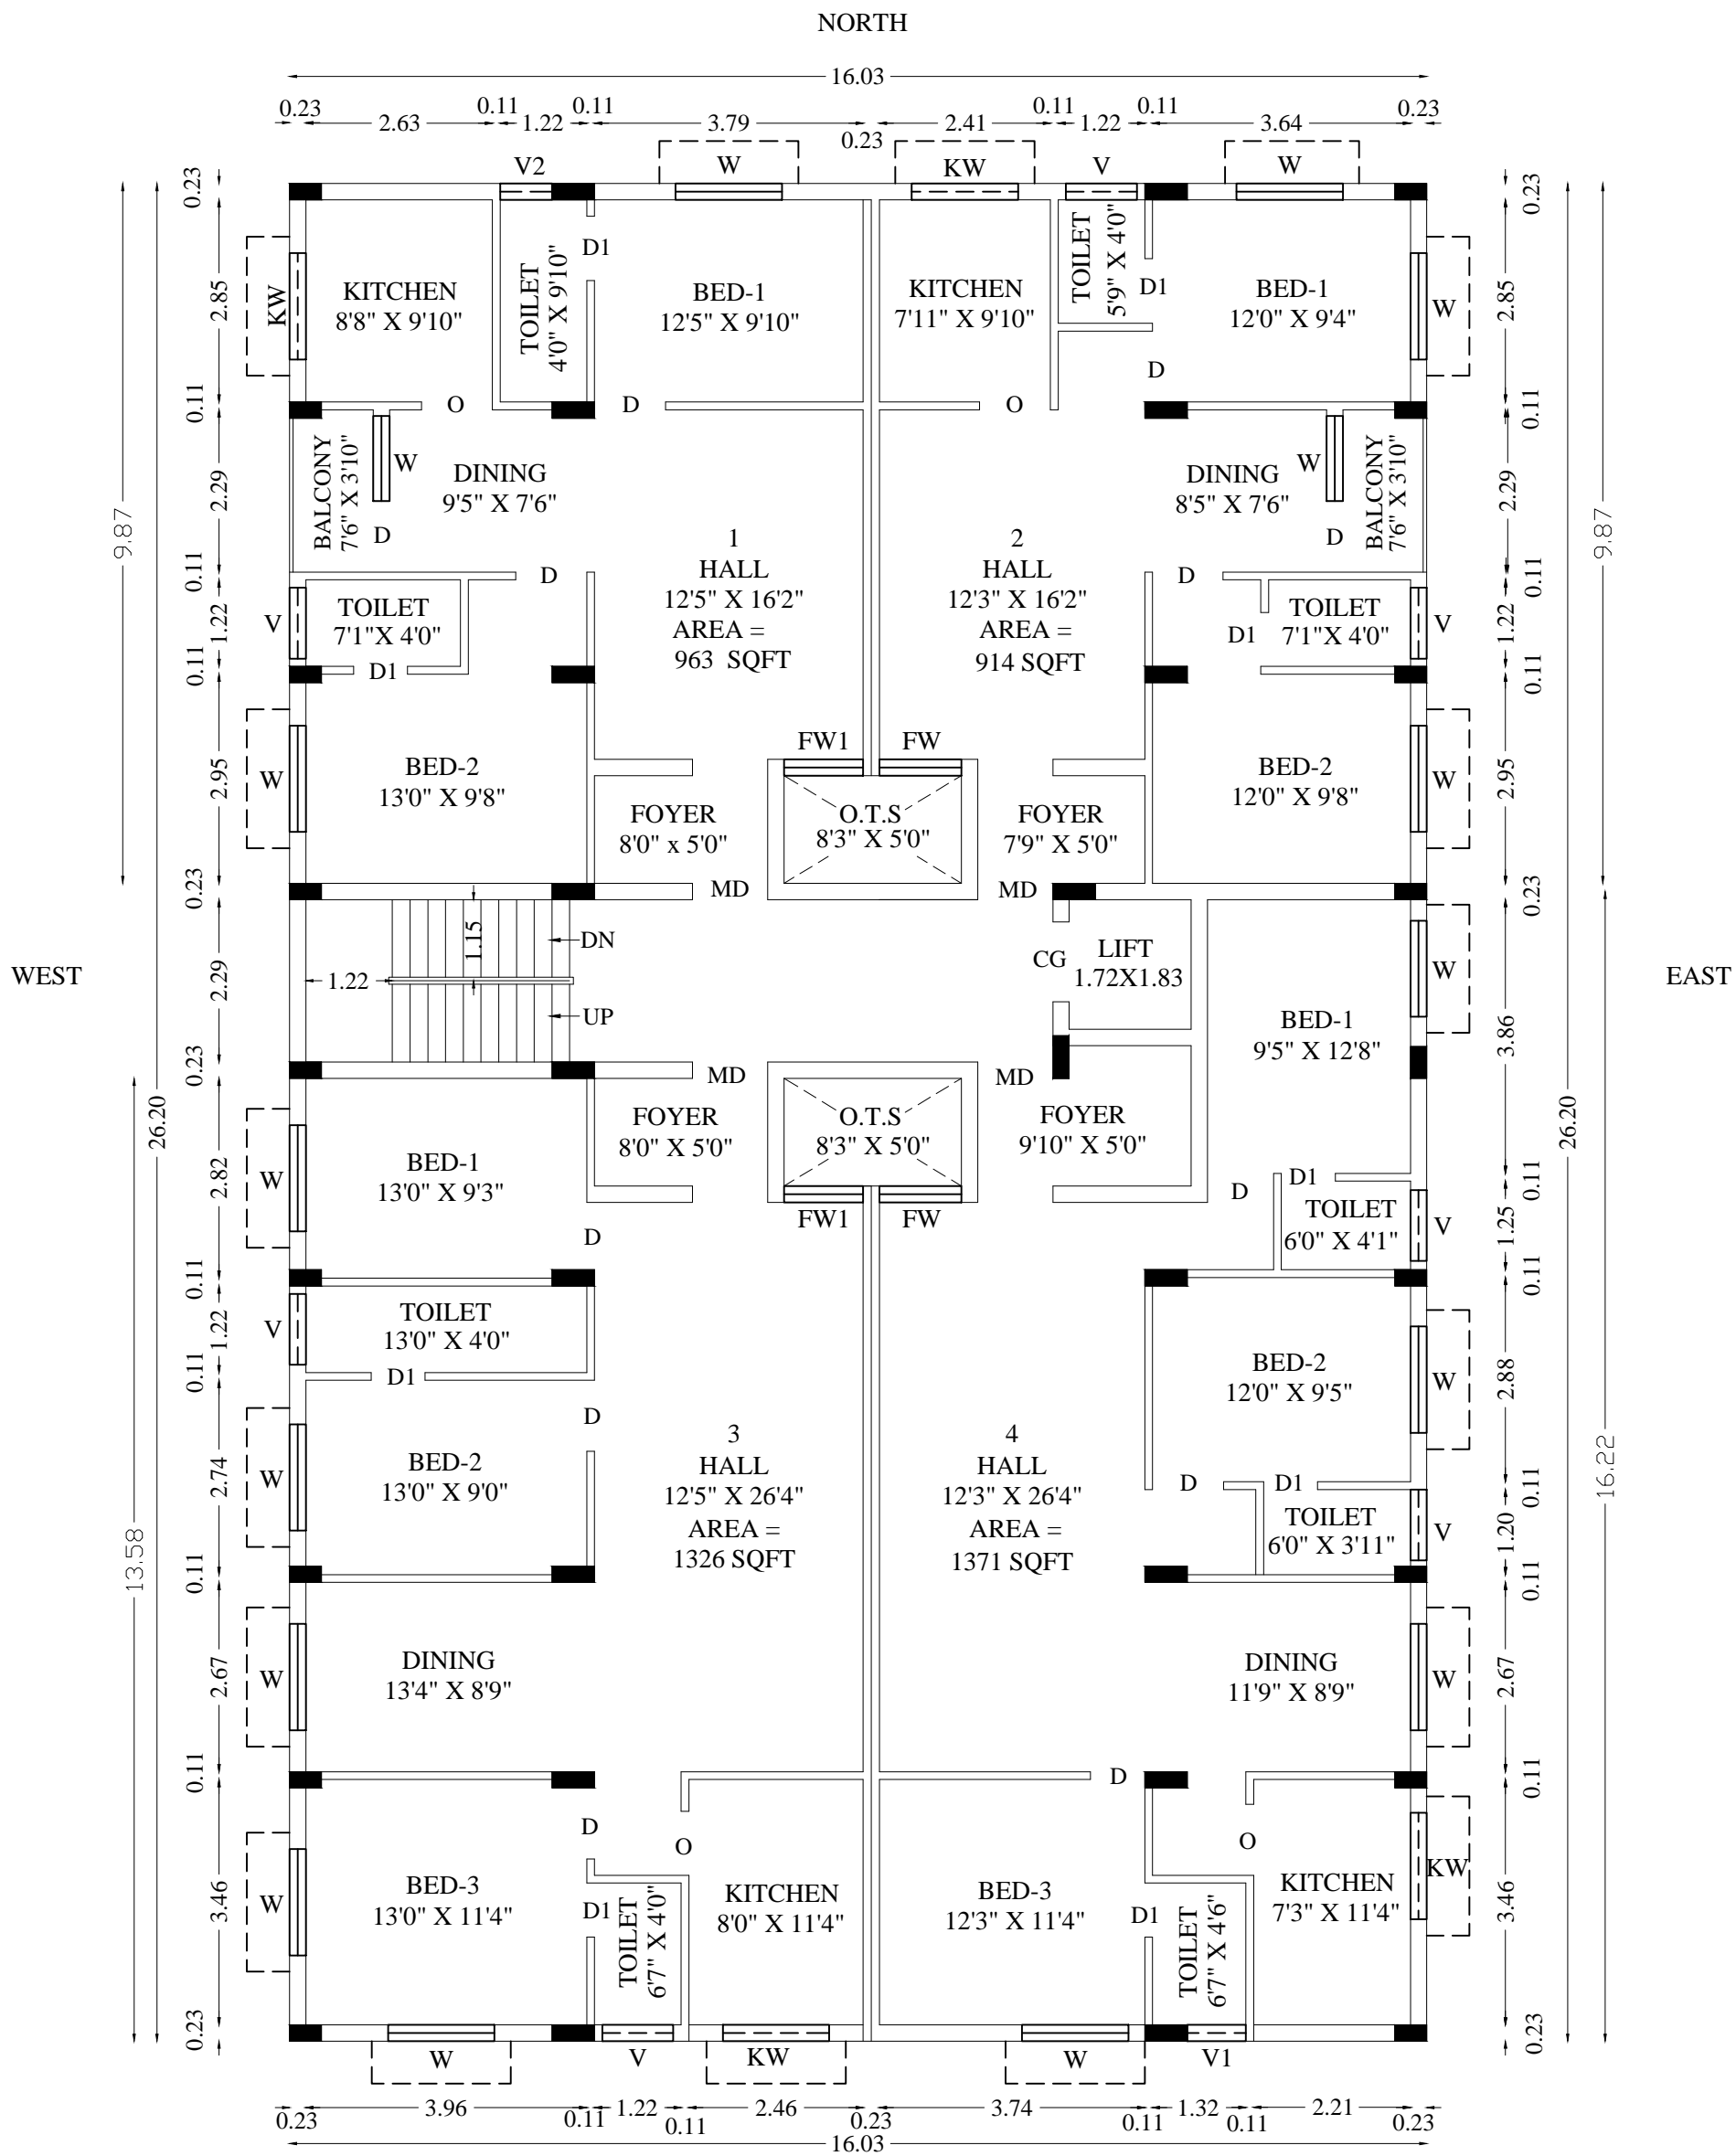 NORTH
16.03
0.23
2.63
0.11
1.22
0.11
3.79
0.23
2.41
0.11
1.22
0.11
3.64
0.23
V2
W
KW
V
W
0.23
0.23
KW
2.85
KITCHEN
8'8" X 9'10"
TOILET
4'0" X 9'10"
D1
BED-1
12'5" X 9'10"
KITCHEN
7'11" X 9'10"
TOILET
5'9" X 4'0"
D1
BED-1
12'0" X 9'4"
W
2.85
D
0.11
O
D
O
0.11
9.87
2.29
BALCONY
7'6" X 3'10"
W
D
DINING
9'5" X 7'6"
DINING
8'5" X 7'6"
W
D
BALCONY
7'6" X 3'10"
2.29
9.87
1
HALL
12'5" X 16'2"
AREA =
963 SQFT
2
HALL
12'3" X 16'2"
AREA =
914 SQFT
0.11
D
D
0.11
V
1.22
TOILET
7'1"X 4'0"
D1
D1
TOILET
7'1"X 4'0"
V
1.22
0.11
0.11
W
2.95
BED-2
13'0" X 9'8"
FW1
FW
BED-2
12'0" X 9'8"
W
2.95
FOYER
8'0" x 5'0"
O.T.S
8'3" X 5'0"
FOYER
7'9" X 5'0"
0.23
MD
MD
0.23
WEST
2.29
1.22
1.15
DN
UP
CG
LIFT
1.72X1.83
W
EAST
BED-1
9'5" X 12'8"
3.86
0.23
MD
MD
26.20
26.20
FOYER
8'0" X 5'0"
O.T.S
8'3" X 5'0"
FOYER
9'10" X 5'0"
W
2.82
BED-1
13'0" X 9'3"
D
FW1
FW
D
D1
0.11
TOILET
6'0" X 4'1"
V
1.25
0.11
0.11
V
1.22
TOILET
13'0" X 4'0"
0.11
D1
BED-2
12'0" X 9'5"
W
2.88
D
W
2.74
BED-2
13'0" X 9'0"
3
HALL
12'5" X 26'4"
AREA =
1326 SQFT
4
HALL
12'3" X 26'4"
AREA =
1371 SQFT
D
D1
0.11
16.22
TOILET
6'0" X 3'11"
V
1.20
13.58
0.11
0.11
W
2.67
DINING
13'4" X 8'9"
DINING
11'9" X 8'9"
W
2.67
0.11
D
0.11
D
O
O
KW
W
3.46
BED-3
13'0" X 11'4"
D1
TOILET
6'7" X 4'0"
KITCHEN
8'0" X 11'4"
BED-3
12'3" X 11'4"
D1
TOILET
6'7" X 4'6"
KITCHEN
7'3" X 11'4"
3.46
0.23
0.23
W
V
KW
W
V1
0.23
3.96
0.11
1.22
0.11
2.46
0.23
3.74
0.11
1.32
0.11
2.21
0.23
16.03